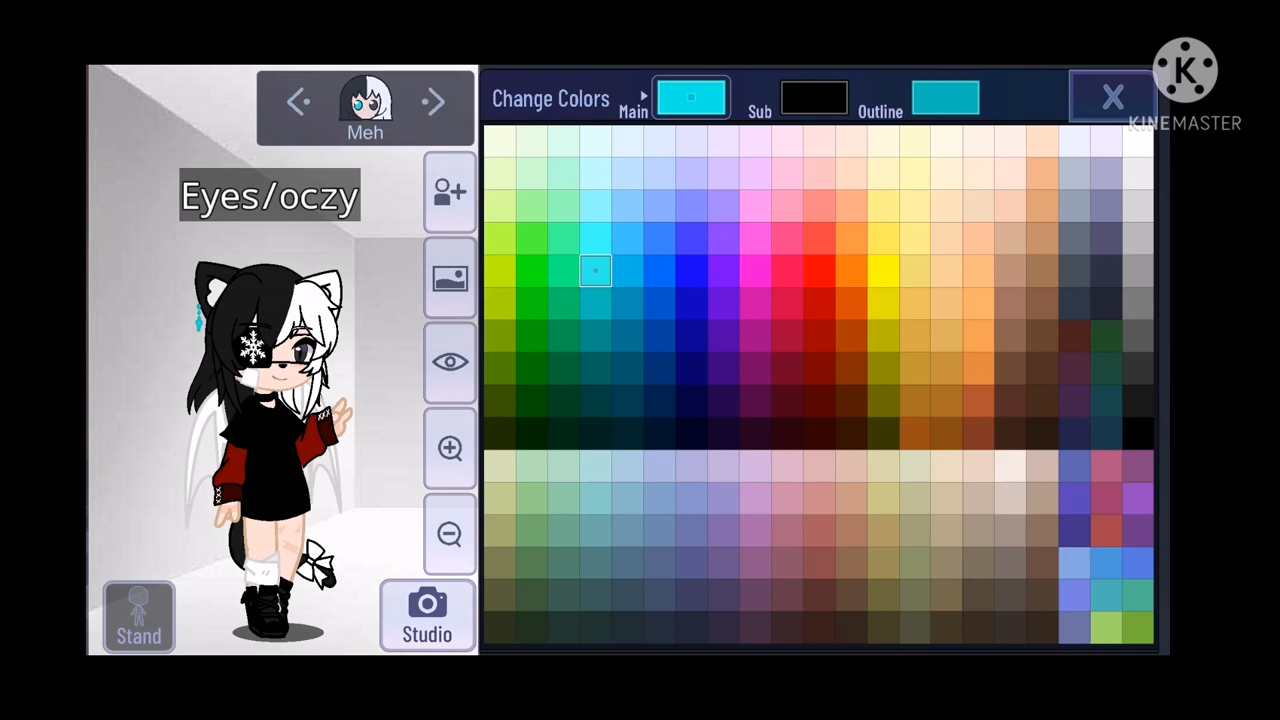 Change Colors
Main
Sub
Outline
X
K
KINEMASTER
Meh
Eyes/oczy
Stand
Studio